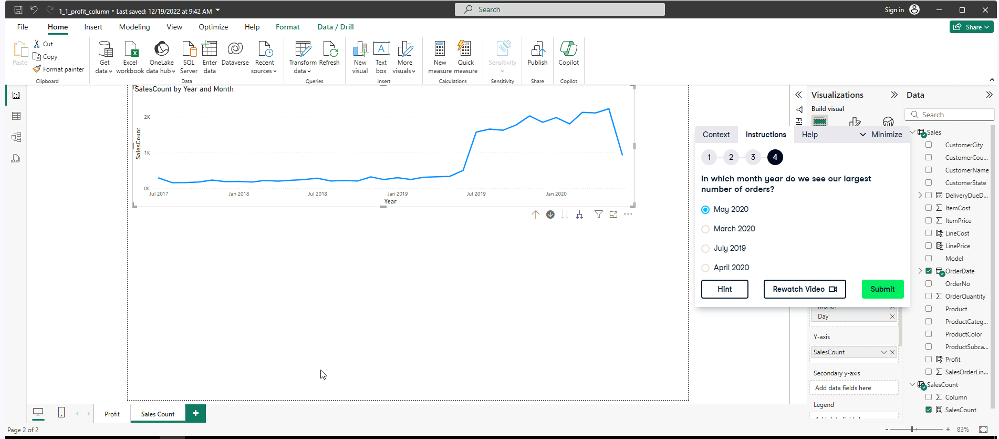 1_1_profit_column • Last saved: 12/19/2022 at 9:42 AM
Search
Sign in
File Home Insert Modeling View Optimize Help Format Data / Drill
Share
Paste
Cut
Copy
Format painter
Clipboard
Get data
Excel workbook
OneLake data hub
SQL Server
Enter data
Dataverse
Recent sources
Data
Transform data
Refresh
Queries
New visual
Text box
More visuals
Insert
New measure
Quick measure
Calculations
Sensitivity
Sensitivity
Publish
Share
Copilot
Copilot
SalesCount by Year and Month
SalesCount
2K
1K
0K
Jul 2017 Jan 2018 Jul 2018 Jan 2019 Jul 2019 Jan 2020
Year
Visualizations
Build visual
Context Instructions Help Minimize
1 2 3 4
In which month year do we see our largest
number of orders?
May 2020
March 2020
July 2019
April 2020
Hint
Rewatch Video
Submit
Month
Day
Y-axis
SalesCount
Secondary y-axis
Add data fields here
Legend
Data
Search
Sales
CustomerCity
CustomerCou...
CustomerName
CustomerState
DeliveryDueD...
ItemCost
ItemPrice
LineCost
LinePrice
Model
OrderDate
OrderNo
OrderQuantity
Product
ProductCateg...
ProductColor
ProductSubca...
Profit
SalesOrderLin...
SalesCount
Column
SalesCount
Profit
Sales Count
Page 2 of 2
83%